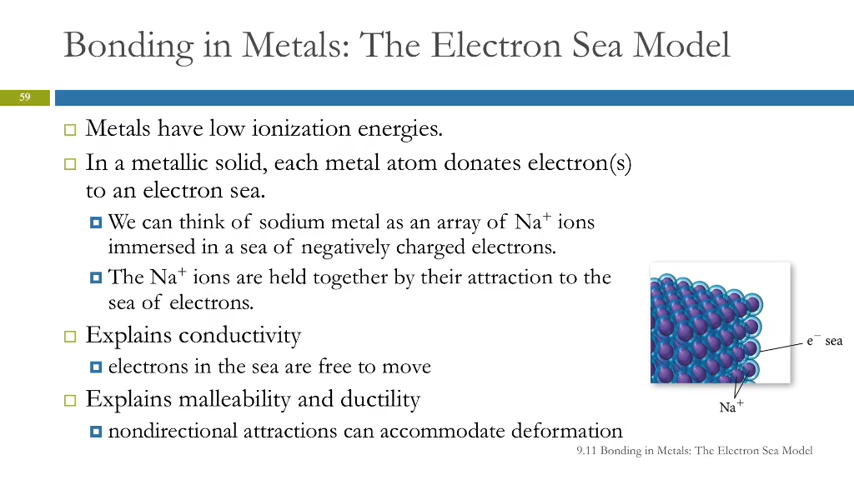 Bonding in Metals: The Electron Sea Model
59
Metals have low ionization energies.
In a metallic solid, each metal atom donates electron(s)
to an electron sea.
We can think of sodium metal as an array of Na⁺ ions
immersed in a sea of negatively charged electrons.
The Na⁺ ions are held together by their attraction to the
sea of electrons.
Explains conductivity
electrons in the sea are free to move
Explains malleability and ductility
nondirectional attractions can accommodate deformation
e⁻ sea
Na⁺
9.11 Bonding in Metals: The Electron Sea Model